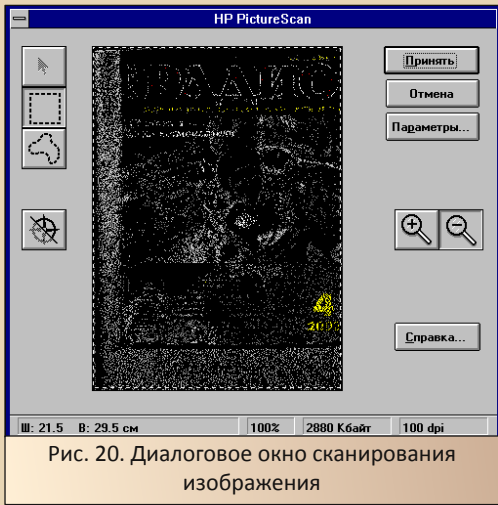 HP PictureScan
РАДИО
Принять
Отмена
Параметры...
4
Справка...
Ш: 21.5 В: 29.5 см 100% 2880 Кбайт 100 dpi
Рис. 20. Диалоговое окно сканирования
изображения